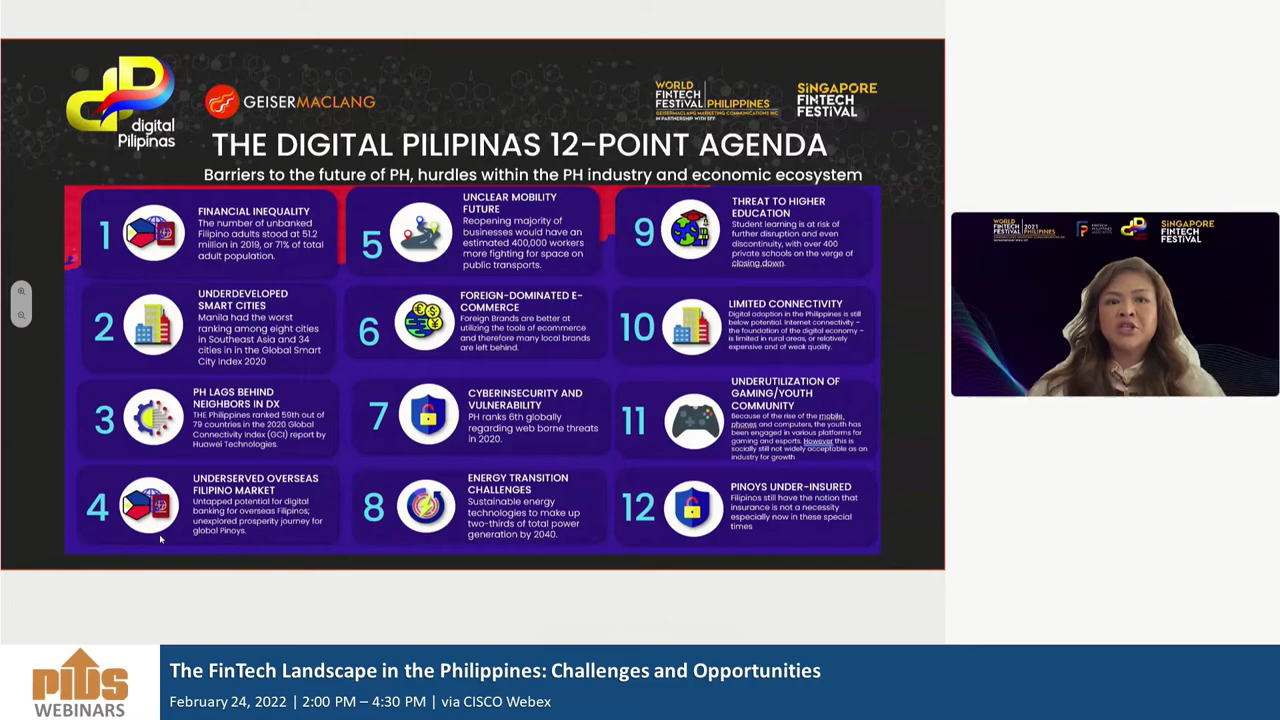 digital
Pilipinas
GEISERMACLANG
WORLD
FINTECH
FESTIVAL PHILIPPINES
GEISERMACLANG MARKETING COMMUNICATIONS INC
IN PARTNERSHIP WITH SFF
SINGAPORE
FINTECH
FESTIVAL
THE DIGITAL PILIPINAS 12-POINT AGENDA
Barriers to the future of PH, hurdles within the PH industry and economic ecosystem
1
FINANCIAL INEQUALITY
The number of unbanked
Filipino adults stood at 51.2
million in 2019, or 71% of total
adult population.
2
UNDERDEVELOPED
SMART CITIES
Manila had the worst
ranking among eight cities
in Southeast Asia and 34
cities in in the Global Smart
City Index 2020
3
PH LAGS BEHIND
NEIGHBORS IN DX
THE Philippines ranked 59th out of
79 countries in the 2020 Global
Connectivity Index (GCI) report by
Huawei Technologies.
4
UNDERSERVED OVERSEAS
FILIPINO MARKET
Untapped potential for digital
banking for overseas Filipinos;
unexplored prosperity journey for
global Pinoys.
5
UNCLEAR MOBILITY
FUTURE
Reopening majority of
businesses would have an
estimated 400,000 workers
more fighting for space on
public transports.
6
FOREIGN-DOMINATED E-
COMMERCE
Foreign Brands are better at
utilizing the tools of ecommerce
and therefore many local brands
are left behind.
7
CYBERINSECURITY AND
VULNERABILITY
PH ranks 6th globally
regarding web borne threats
in 2020.
8
ENERGY TRANSITION
CHALLENGES
Sustainable energy
technologies to make up
two-thirds of total power
generation by 2040.
9
THREAT TO HIGHER
EDUCATION
Student learning is at risk of
further disruption and even
discontinuity, with over 400
private schools on the verge of
closing down.
10
LIMITED CONNECTIVITY
Digital adoption in the Philippines is still
below potential. Internet connectivity –
the foundation of the digital economy –
is limited in rural areas, or relatively
expensive and of weak quality.
11
UNDERUTILIZATION OF
GAMING/YOUTH
COMMUNITY
Because of the rise of the mobile,
phones and computers, the youth has
been engaged in various platforms for
gaming and esports. However this is
socially still not widely acceptable as an
industry for growth
12
PINOYS UNDER-INSURED
Filipinos still have the notion that
insurance is not a necessity
especially now in these special
times
WORLD
FINTECH 2021
FESTIVAL PHILIPPINES
SINGAPORE
FINTECH
FESTIVAL
PIDS
WEBINARS
The FinTech Landscape in the Philippines: Challenges and Opportunities
February 24, 2022 | 2:00 PM – 4:30 PM | via CISCO Webex